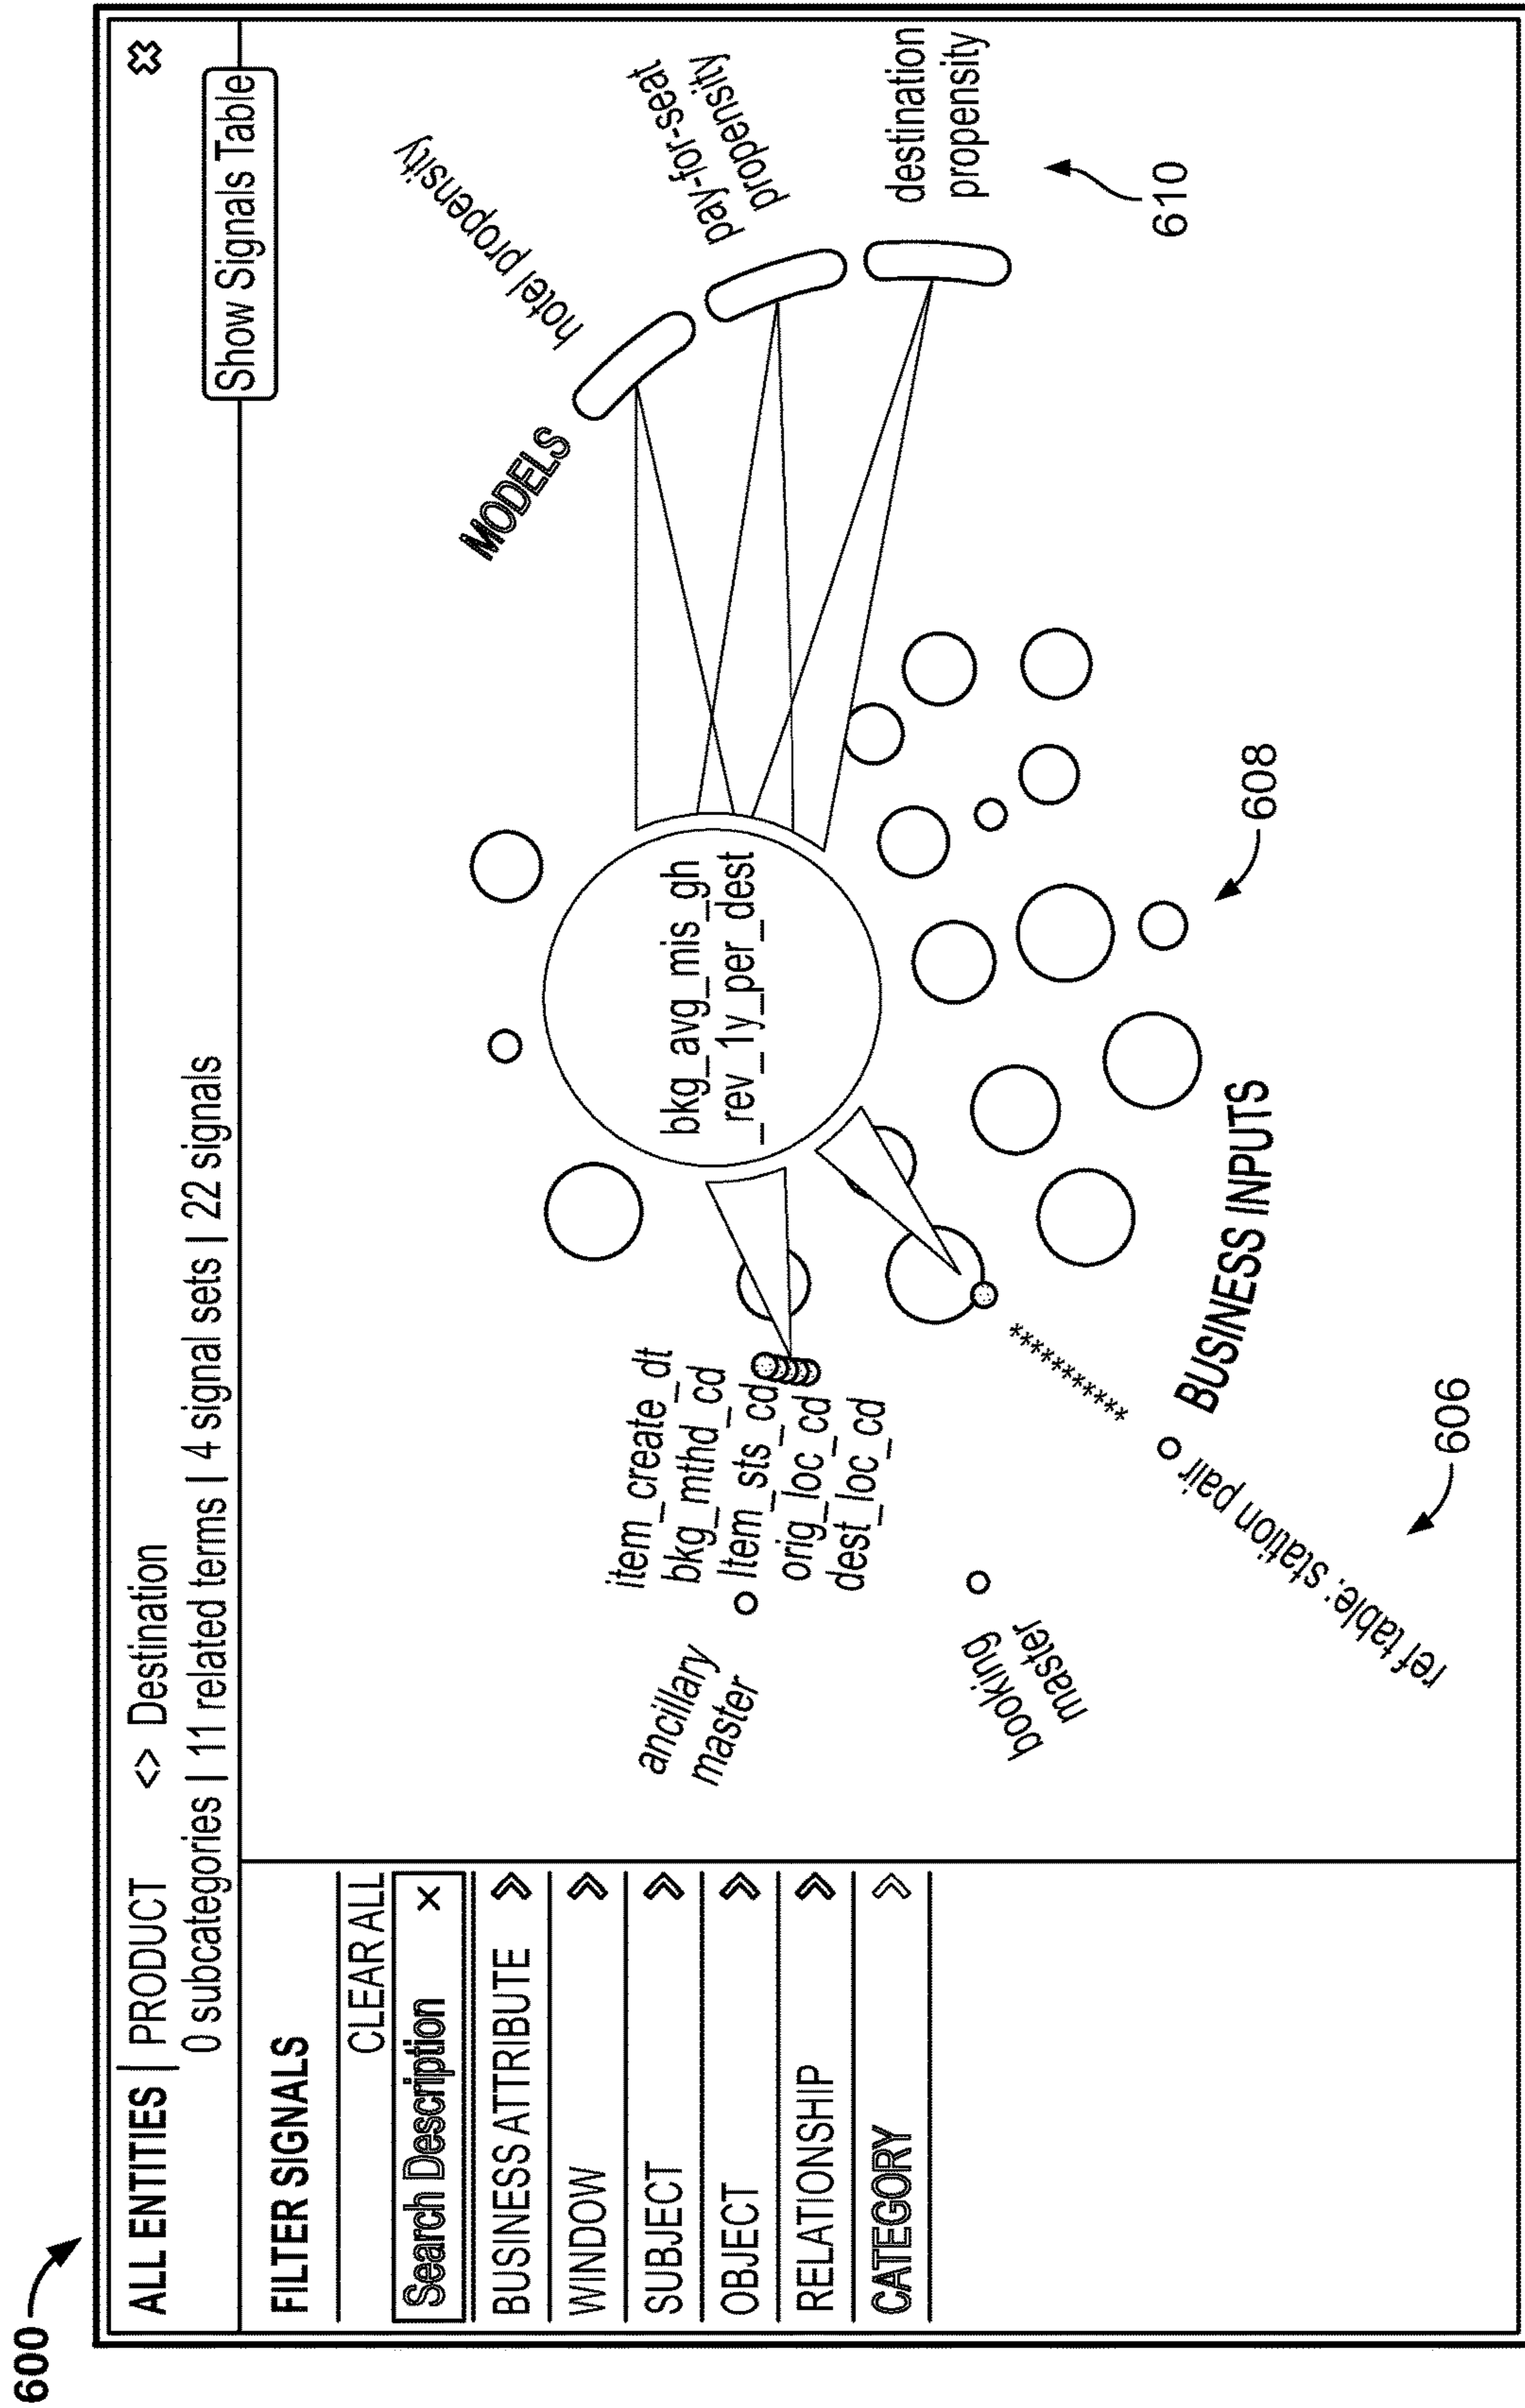 600
ALL ENTITIES | PRODUCT <> Destination
0 subcategories | 11 related terms | 4 signal sets | 22 signals
Show Signals Table
FILTER SIGNALS
CLEAR ALL
Search Description X
BUSINESS ATTRIBUTE
WINDOW
SUBJECT
OBJECT
RELATIONSHIP
CATEGORY
MODELS
hotel propensity
pay-for-seat
propensity
destination
propensity
610
bkg_avg_mis_gh
_rev_1y_per_dest
item_create_dt
bkg_mthd_cd
Item_sts_cd
orig_loc_cd
dest_loc_cd
ancillary
master
booking
master
***********
ref table: station pair
BUSINESS INPUTS
606
608